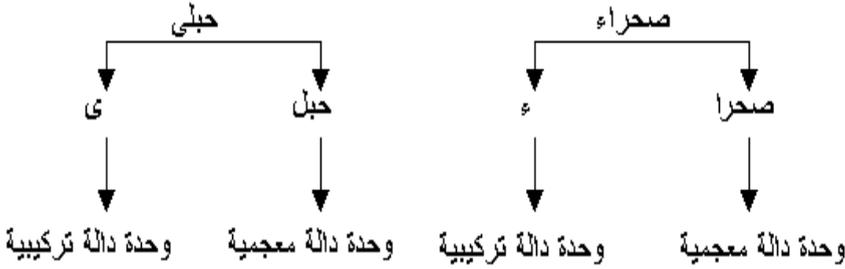 صحراء
حبلى
صحرا
ء
حبل
ى
وحدة دالة معجمية
وحدة دالة تركيبية
وحدة دالة معجمية
وحدة دالة تركيبية